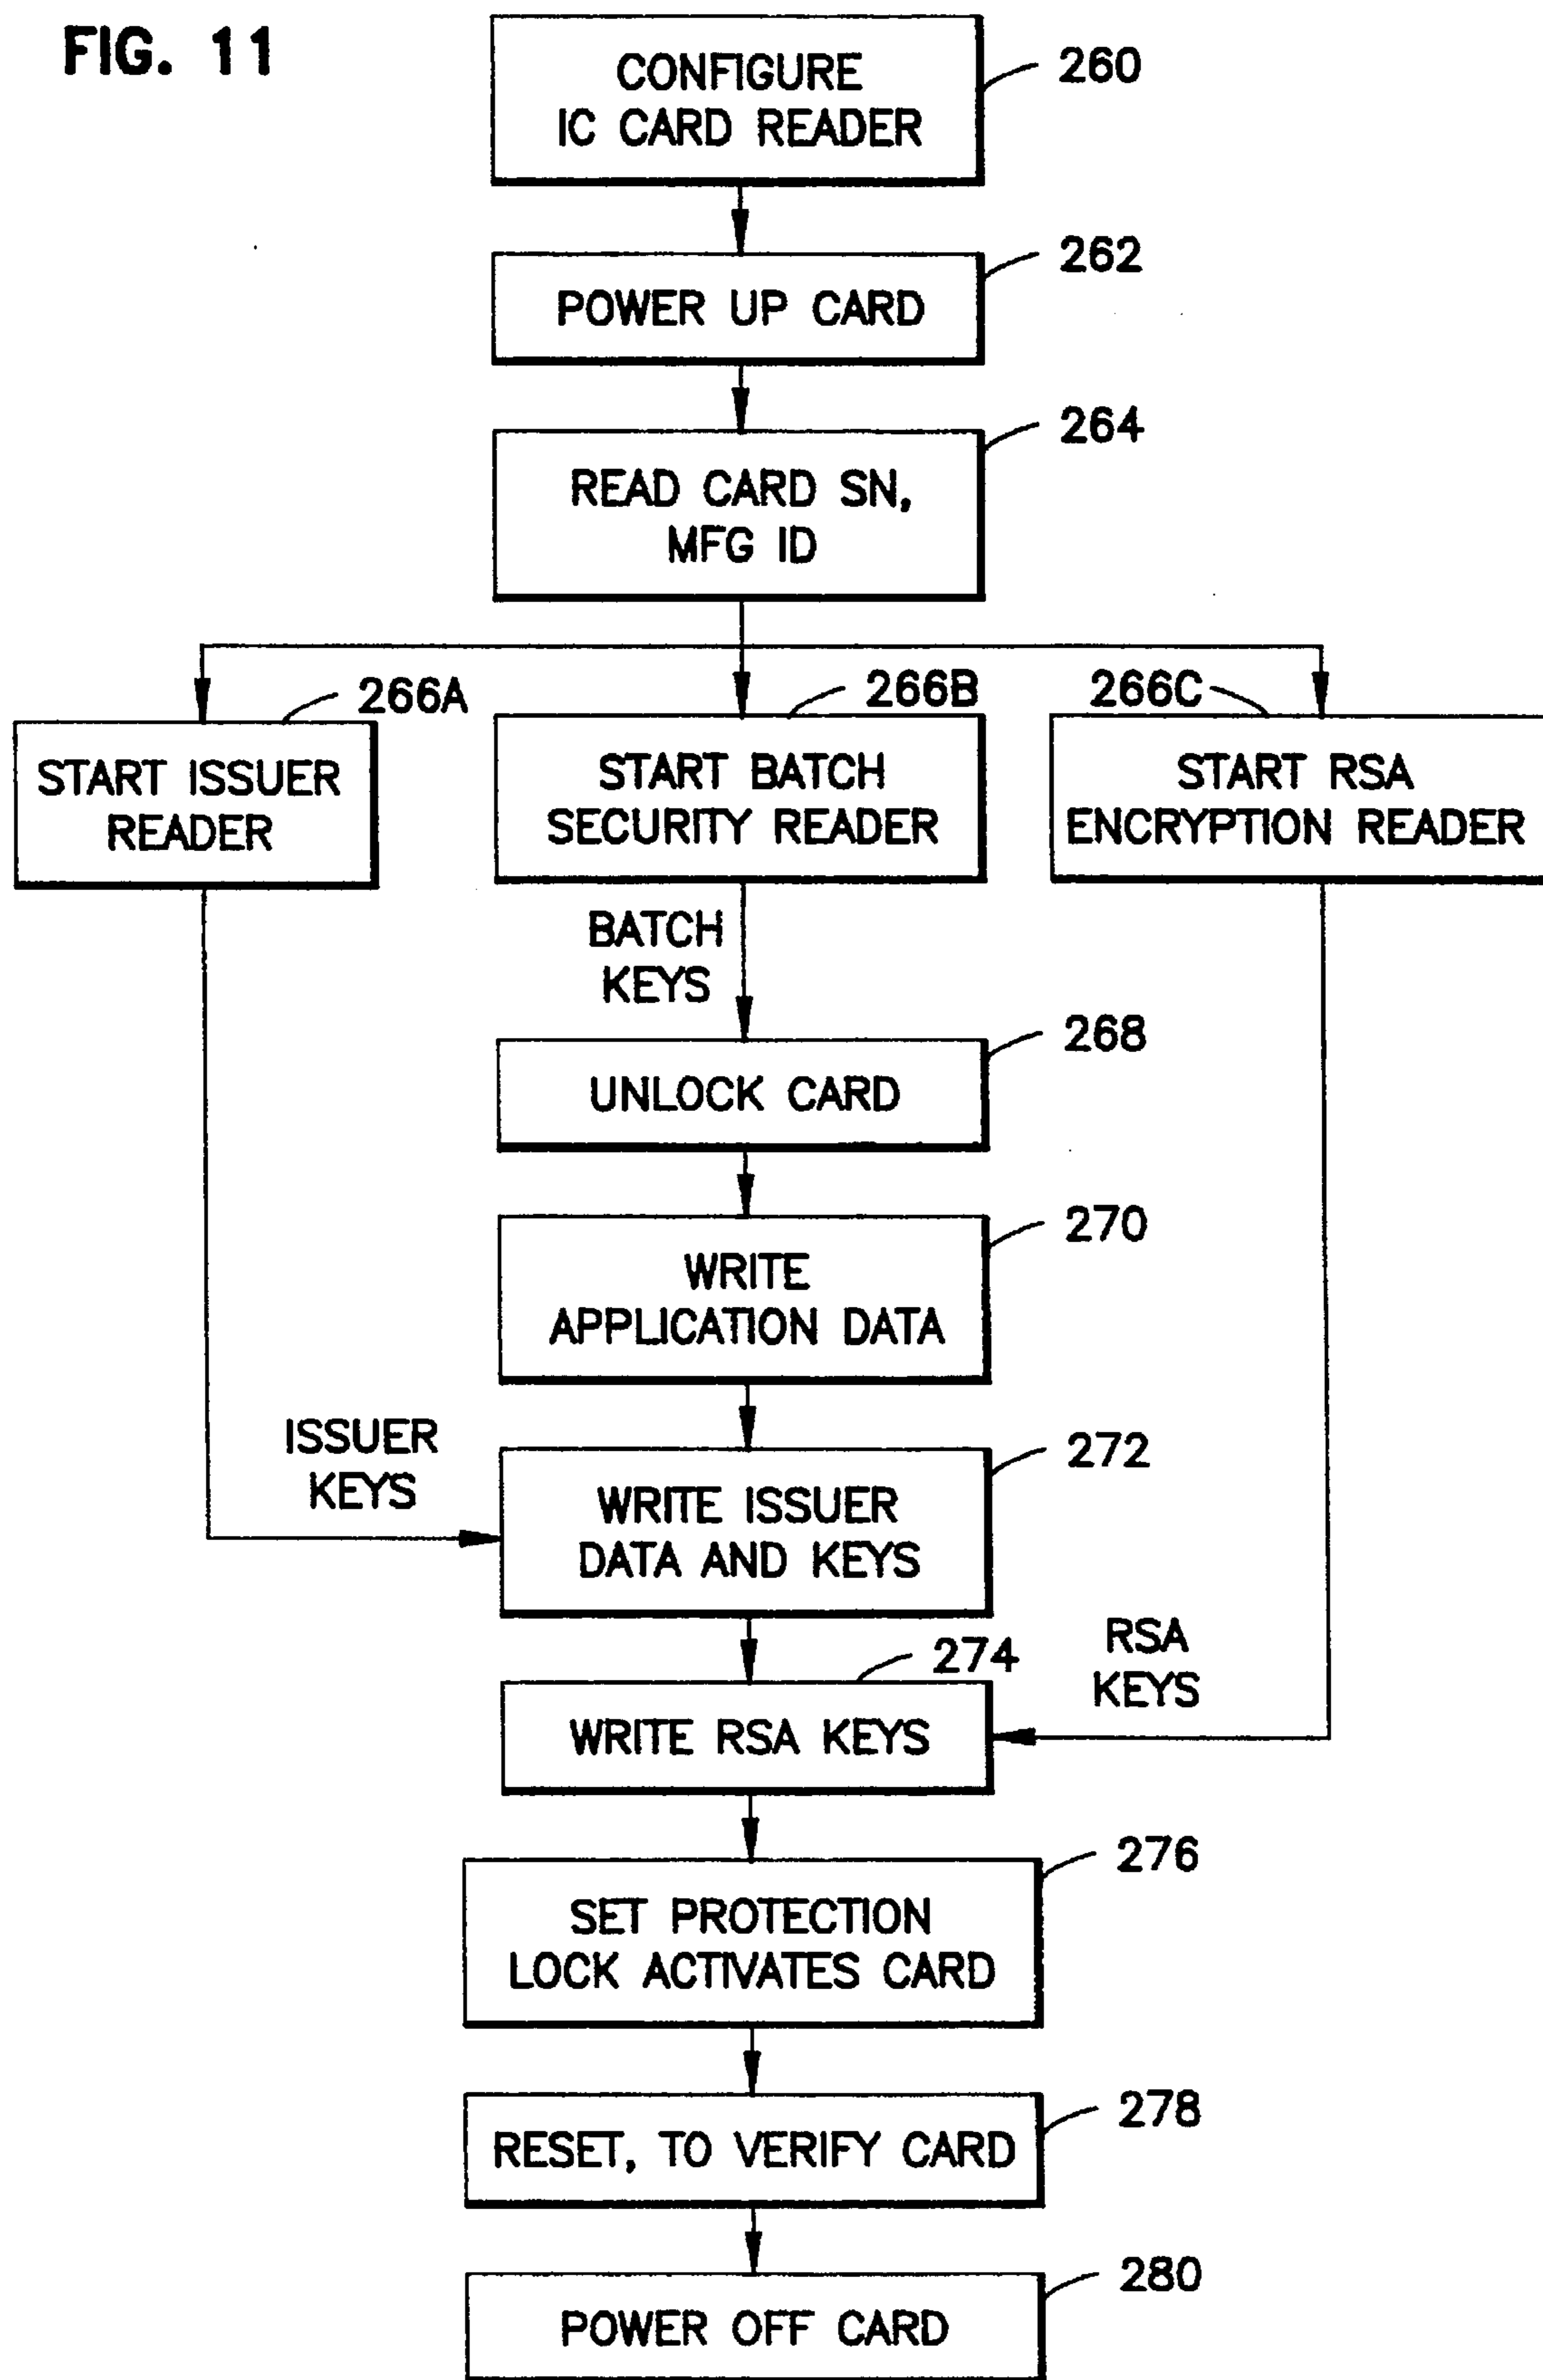 FIG. 11
CONFIGURE
IC CARD READER
260
POWER UP CARD
262
READ CARD SN,
MFG ID
264
266A
START ISSUER
READER
266B
START BATCH
SECURITY READER
266C
START RSA
ENCRYPTION READER
BATCH
KEYS
UNLOCK CARD
268
WRITE
APPLICATION DATA
270
ISSUER
KEYS
WRITE ISSUER
DATA AND KEYS
272
RSA
KEYS
274
WRITE RSA KEYS
SET PROTECTION
LOCK ACTIVATES CARD
276
RESET, TO VERIFY CARD
278
POWER OFF CARD
280